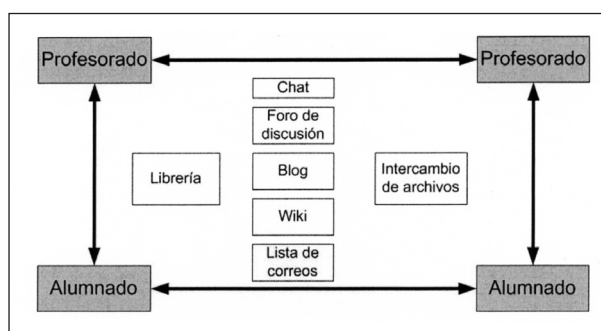 Profesorado
Profesorado
Chat
Foro de
discusión
Librería
Blog
Intercambio
de archivos
Wiki
Lista de
correos
Alumnado
Alumnado